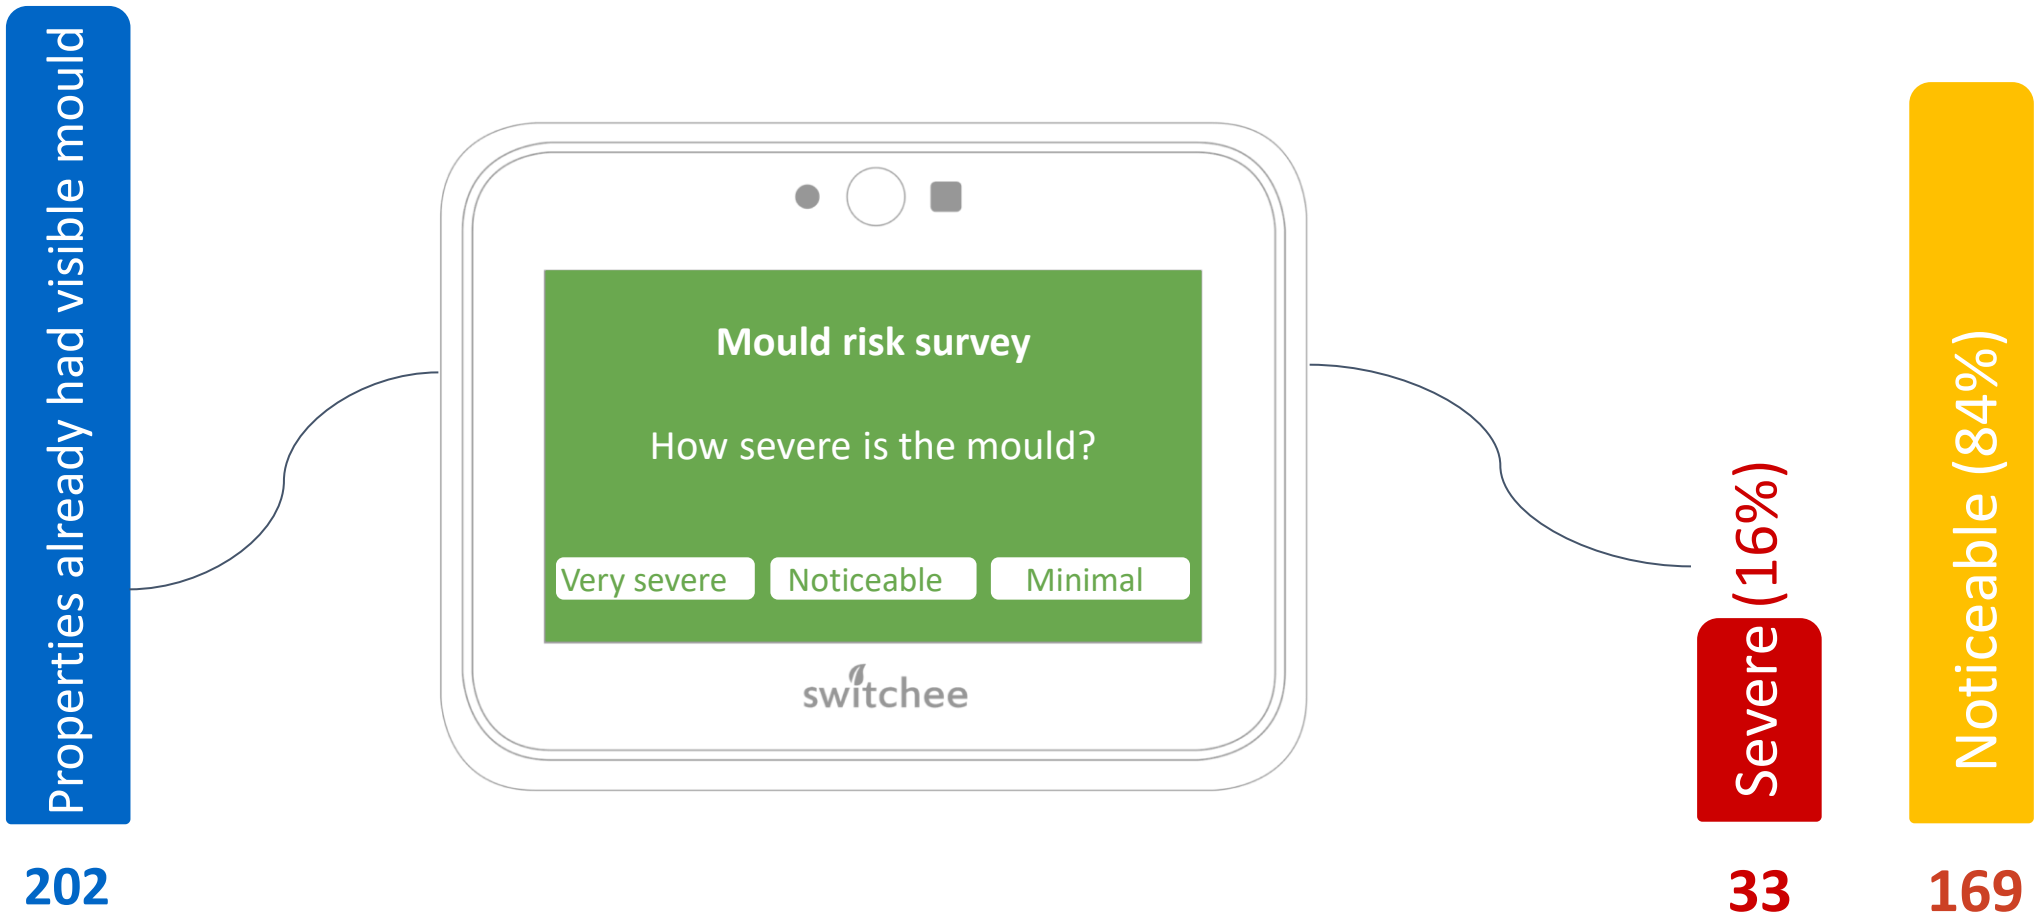 Properties already had visible mould
202
Mould risk survey
How severe is the mould?
Very severe
Noticeable
Minimal
switchee
Severe (16%)
33
Noticeable (84%)
169